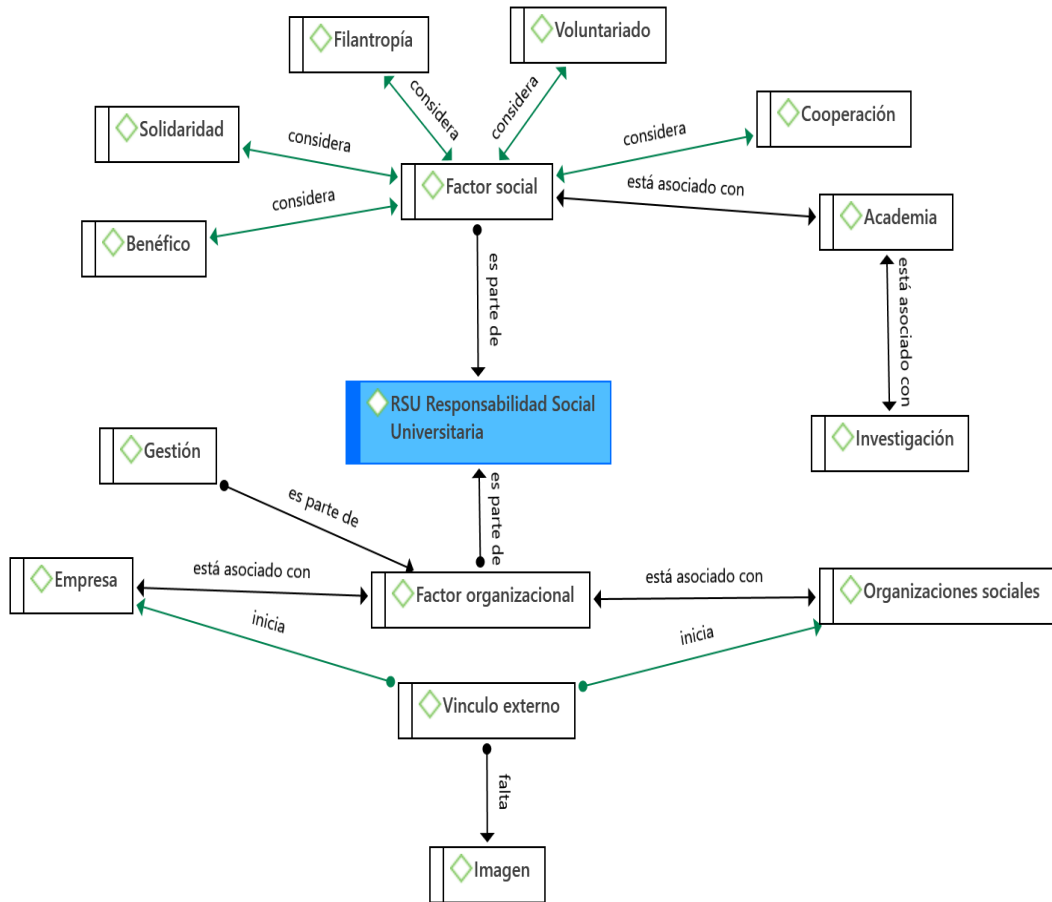 Filantropía
Voluntariado
considera
considera
Solidaridad
considera
considera
Cooperación
Factor social
está asociado con
Academia
considera
Benéfico
es parte de
está asociado con
RSU Responsabilidad Social
Universitaria
Gestión
Investigación
es parte de
es parte de
Empresa
está asociado con
Factor organizacional
está asociado con
Organizaciones sociales
inicia
inicia
Vinculo externo
falta
Imagen